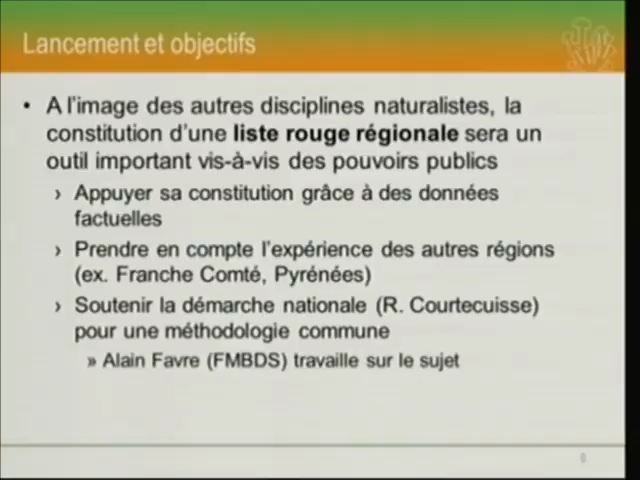 Lancement et objectifs
• A l'image des autres disciplines naturalistes, la
constitution d'une liste rouge régionale sera un
outil important vis-à-vis des pouvoirs publics
› Appuyer sa constitution grâce à des données
factuelles
› Prendre en compte l'expérience des autres régions
(ex. Franche Comté, Pyrénées)
› Soutenir la démarche nationale (R. Courtecuisse)
pour une méthodologie commune
» Alain Favre (FMBDS) travaille sur le sujet